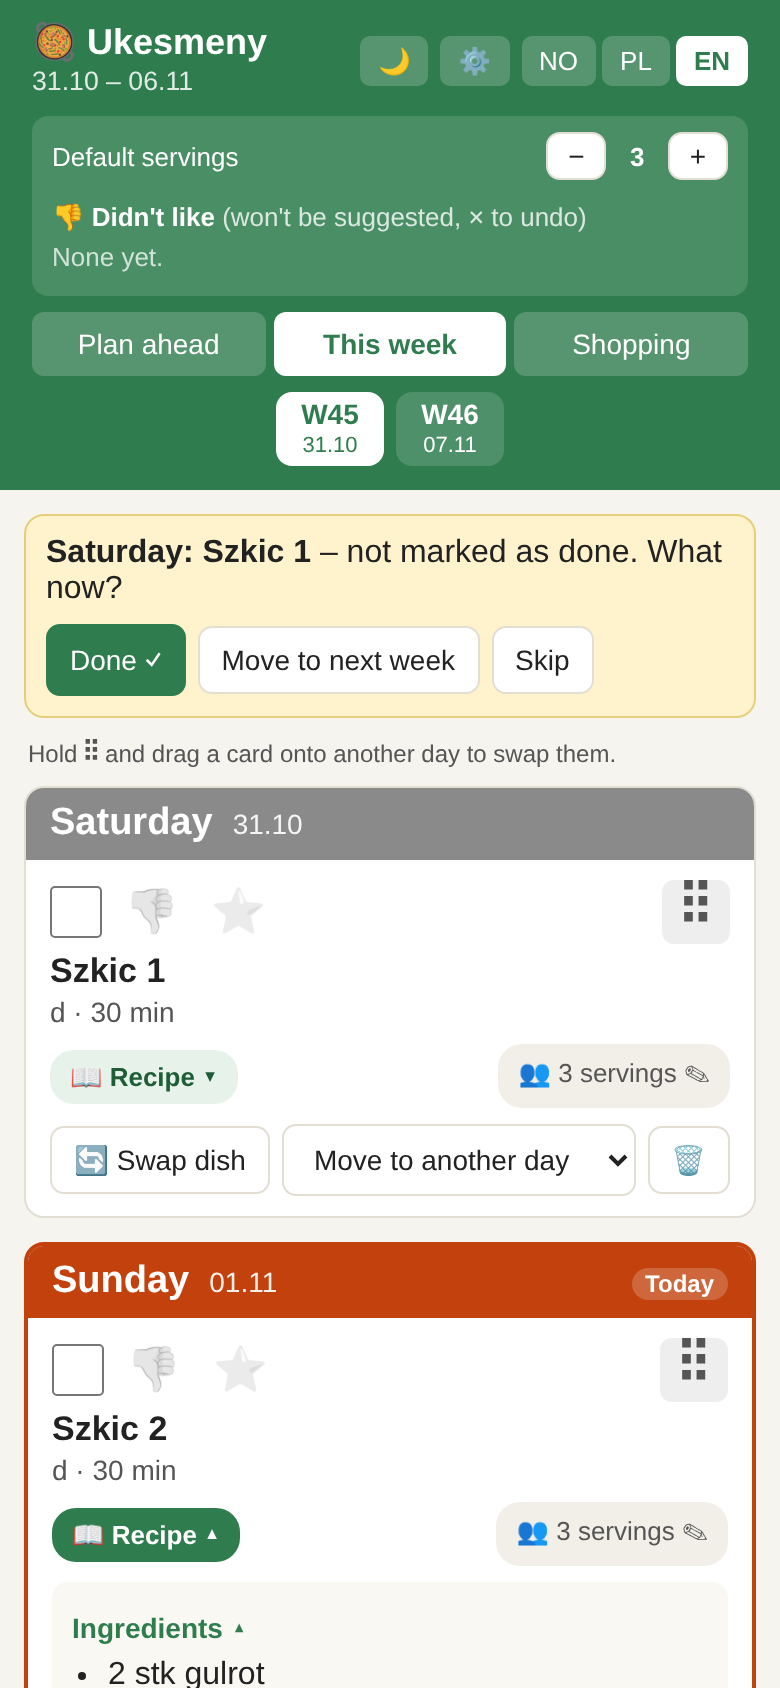 🥘 Ukesmeny
31.10 – 06.11
🌙 ⚙️ NO PL EN
Default servings − 3 +
👎 Didn't like (won't be suggested, × to undo)
None yet.
Plan ahead This week Shopping
W45 W46
31.10 07.11
Saturday: Szkic 1 – not marked as done. What
now?
Done ✓ Move to next week Skip
Hold ⠿ and drag a card onto another day to swap them.
Saturday 31.10
👎 ⭐ ⠿
Szkic 1
d · 30 min
📖 Recipe ▾ 👥 3 servings ✎
🔄 Swap dish Move to another day 🗑️
Sunday 01.11 Today
👎 ⭐ ⠿
Szkic 2
d · 30 min
📖 Recipe ▴ 👥 3 servings ✎
Ingredients ▴
• 2 stk gulrot